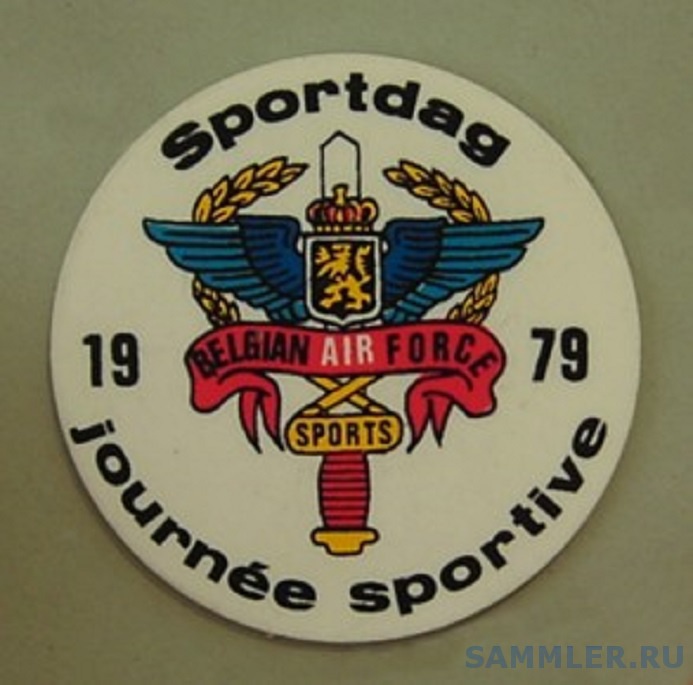 Sportdag
19 79
BELGIAN AIR FORCE
SPORTS
journée sportive
SAMMLER.RU